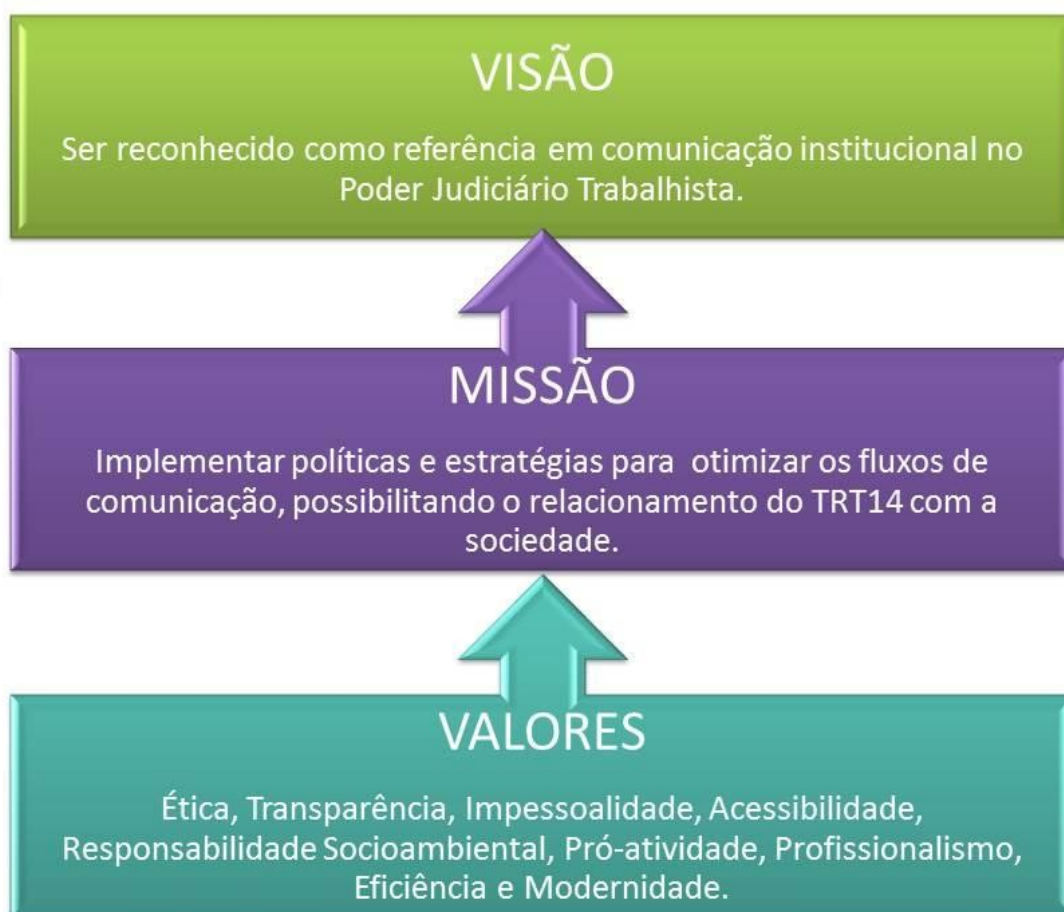 VISÃO
Ser reconhecido como referência em comunicação institucional no
Poder Judiciário Trabalhista.
MISSÃO
Implementar políticas e estratégias para otimizar os fluxos de
comunicação, possibilitando o relacionamento do TRT14 com a
sociedade.
VALORES
Ética, Transparência, Impessoalidade, Acessibilidade,
Responsabilidade Socioambiental, Pró-atividade, Profissionalismo,
Eficiência e Modernidade.